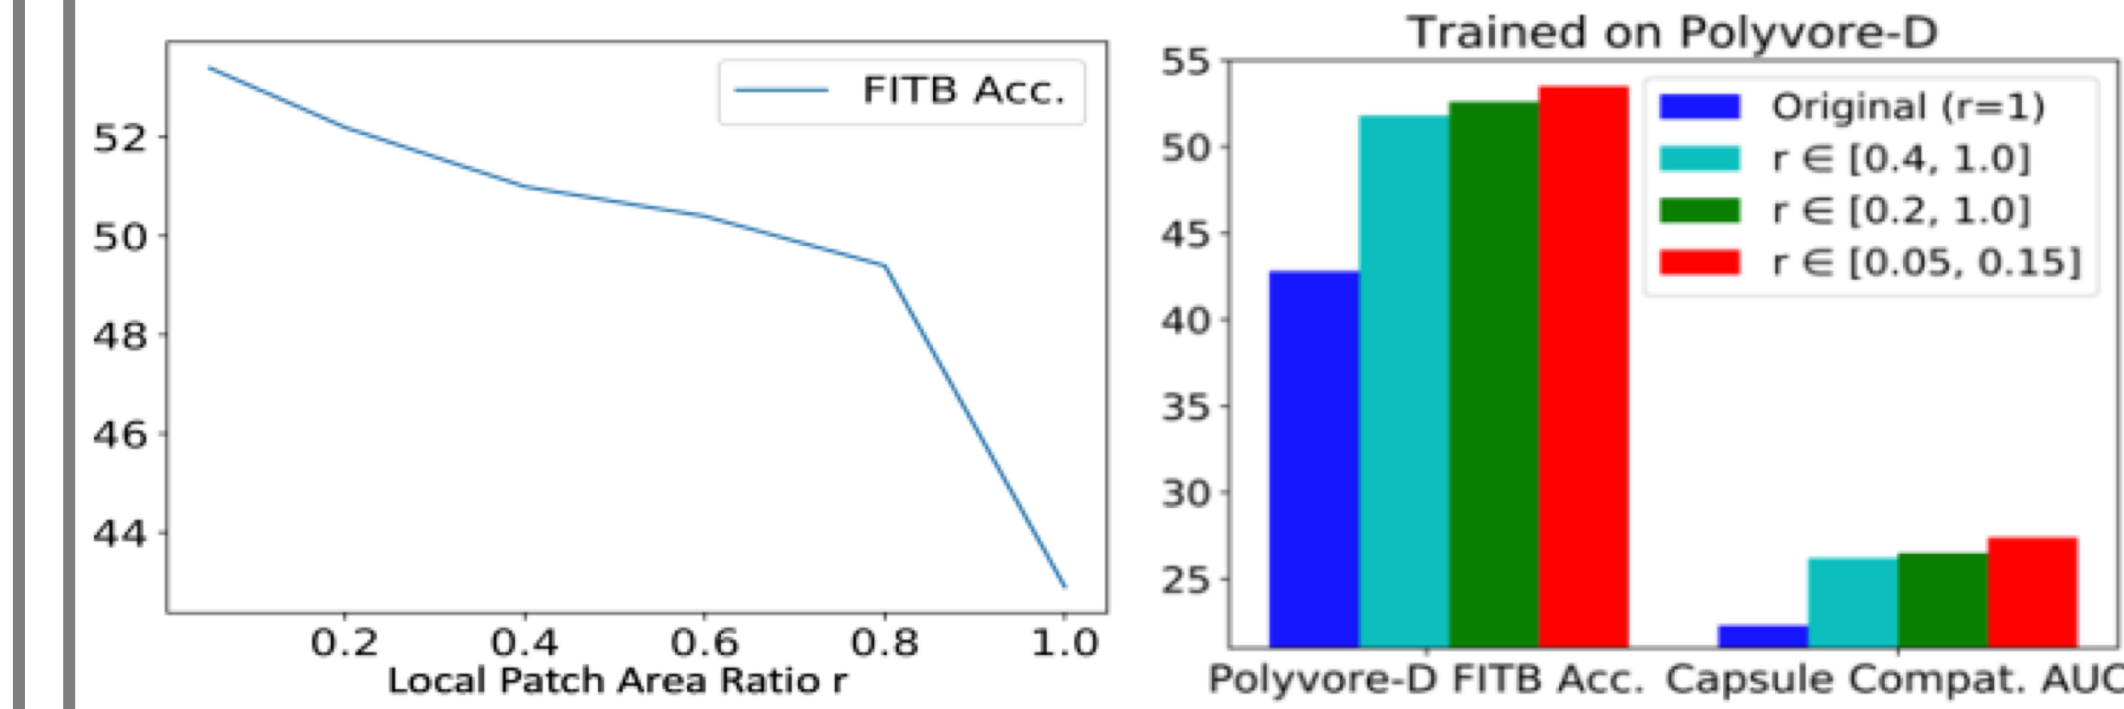 FITB Acc.
52
50
48
46
44
0.2 0.4 0.6 0.8 1.0
Local Patch Area Ratio r
Trained on Polyvore-D
55
50
45
40
35
30
25
Original (r=1)
r ∈ [0.4, 1.0]
r ∈ [0.2, 1.0]
r ∈ [0.05, 0.15]
Polyvore-D FITB Acc. Capsule Compat. AUC